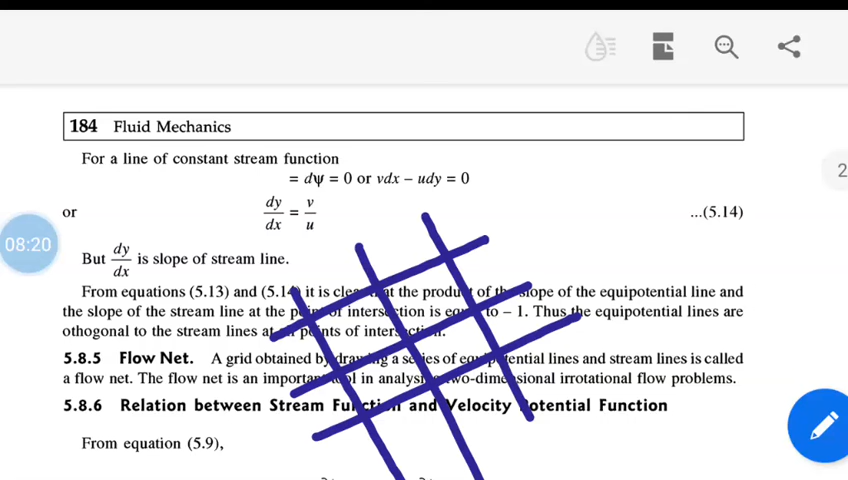 184 Fluid Mechanics
2
For a line of constant stream function
= dψ = 0 or vdx – udy = 0
or dy/dx = v/u ...(5.14)
08:20
But dy/dx is slope of stream line.
From equations (5.13) and (5.14) it is clear that the product of the slope of the equipotential line and
the slope of the stream line at the point of intersection is equal to – 1. Thus the equipotential lines are
othogonal to the stream lines at all points of intersection.
5.8.5 Flow Net. A grid obtained by drawing a series of equipotential lines and stream lines is called
a flow net. The flow net is an important tool in analysing two-dimensional irrotational flow problems.
5.8.6 Relation between Stream Function and Velocity Potential Function
From equation (5.9),